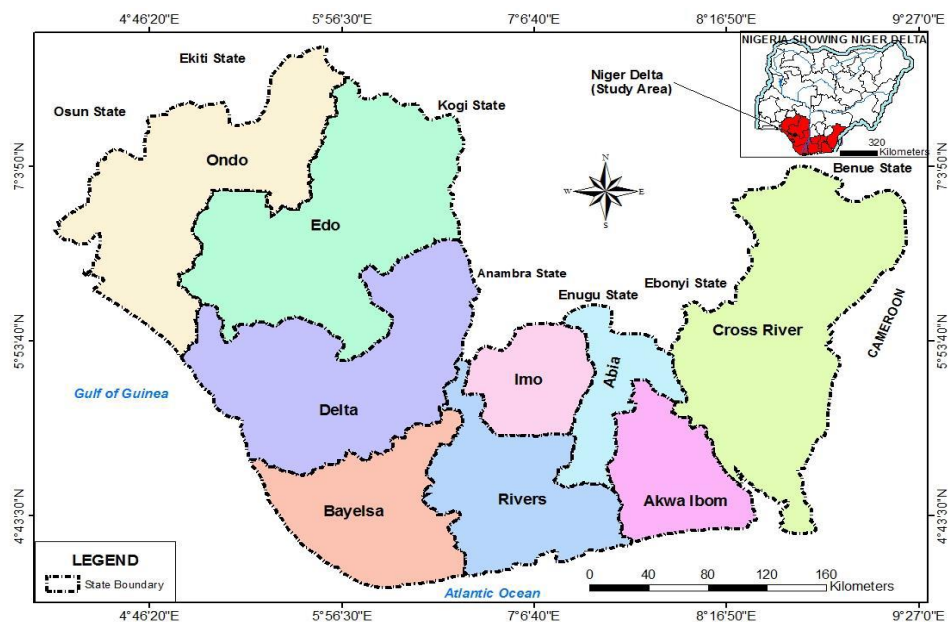 4°46'20"E
5°56'30"E
7°6'40"E
8°16'50"E
9°27'0"E
NIGERIA SHOWING NIGER DELTA
Ekiti State
Niger Delta
(Study Area)
Osun State
Kogi State
320
Kilometers
Ondo
N
Benue State
7°3'50"N
7°3'50"N
W
E
S
Edo
Anambra State
Ebonyi State
Enugu State
Cross River
CAMEROON
5°53'40"N
5°53'40"N
Imo
Abia
Gulf of Guinea
Delta
Rivers
Akwa Ibom
Bayelsa
4°43'30"N
4°43'30"N
LEGEND
State Boundary
0 40 80 120 160
Kilometers
Atlantic Ocean
4°46'20"E
5°56'30"E
7°6'40"E
8°16'50"E
9°27'0"E